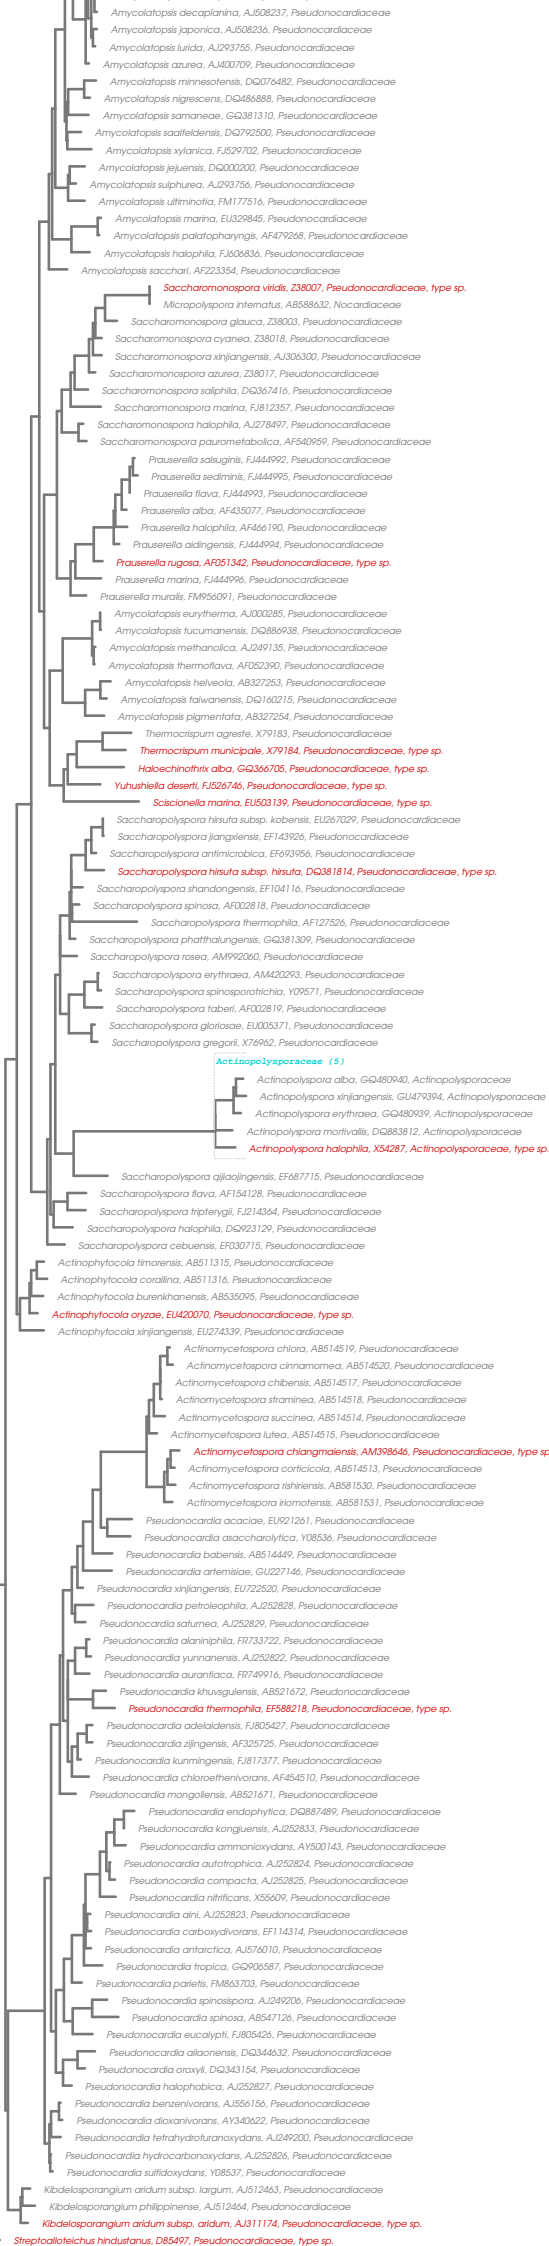 Amycolatopsis decaplanina, AJ508237, Pseudonocardiaceae
Amycolatopsis japonica, AJ508236, Pseudonocardiaceae
Amycolatopsis lurida, AJ293755, Pseudonocardiaceae
Amycolatopsis azurea, AJ400709, Pseudonocardiaceae
Amycolatopsis minnesotensis, DQ076482, Pseudonocardiaceae
Amycolatopsis nigrescens, DQ486888, Pseudonocardiaceae
Amycolatopsis samaneae, GQ381310, Pseudonocardiaceae
Amycolatopsis saalfeldensis, DQ792500, Pseudonocardiaceae
Amycolatopsis xylanica, FJ529702, Pseudonocardiaceae
Amycolatopsis jejuensis, DQ000200, Pseudonocardiaceae
Amycolatopsis sulphurea, AJ293756, Pseudonocardiaceae
Amycolatopsis ultiminotia, FM177516, Pseudonocardiaceae
Amycolatopsis marina, EU329845, Pseudonocardiaceae
Amycolatopsis palatopharyngis, AF479268, Pseudonocardiaceae
Amycolatopsis halophila, FJ606836, Pseudonocardiaceae
Amycolatopsis sacchari, AF223354, Pseudonocardiaceae
Saccharomonospora viridis, Z38007, Pseudonocardiaceae, type sp.
Micropolyspora internatus, AB588632, Nocardiaceae
Saccharomonospora glauca, Z38003, Pseudonocardiaceae
Saccharomonospora cyanea, Z38018, Pseudonocardiaceae
Saccharomonospora xinjiangensis, AJ306300, Pseudonocardiaceae
Saccharomonospora azurea, Z38017, Pseudonocardiaceae
Saccharomonospora saliphila, DQ367416, Pseudonocardiaceae
Saccharomonospora marina, FJ812357, Pseudonocardiaceae
Saccharomonospora halophila, AJ278497, Pseudonocardiaceae
Saccharomonospora paurometabolica, AF540959, Pseudonocardiaceae
Prauserella salsuginis, FJ444992, Pseudonocardiaceae
Prauserella sediminis, FJ444995, Pseudonocardiaceae
Prauserella flava, FJ444993, Pseudonocardiaceae
Prauserella alba, AF435077, Pseudonocardiaceae
Prauserella halophila, AF466190, Pseudonocardiaceae
Prauserella aidingensis, FJ444994, Pseudonocardiaceae
Prauserella rugosa, AF051342, Pseudonocardiaceae, type sp.
Prauserella marina, FJ444996, Pseudonocardiaceae
Prauserella muralis, FM956091, Pseudonocardiaceae
Amycolatopsis eurytherma, AJ000285, Pseudonocardiaceae
Amycolatopsis tucumanensis, DQ886938, Pseudonocardiaceae
Amycolatopsis methanolica, AJ249135, Pseudonocardiaceae
Amycolatopsis thermoflava, AF052390, Pseudonocardiaceae
Amycolatopsis helveola, AB327253, Pseudonocardiaceae
Amycolatopsis taiwanensis, DQ160215, Pseudonocardiaceae
Amycolatopsis pigmentata, AB327254, Pseudonocardiaceae
Thermocrispum agreste, X79183, Pseudonocardiaceae
Thermocrispum municipale, X79184, Pseudonocardiaceae, type sp.
Haloechinothrix alba, GQ366705, Pseudonocardiaceae, type sp.
Yuhushiella deserti, FJ526746, Pseudonocardiaceae, type sp.
Sciscionella marina, EU503139, Pseudonocardiaceae, type sp.
Saccharopolyspora hirsuta subsp. kobensis, EU267029, Pseudonocardiaceae
Saccharopolyspora jiangxiensis, EF143926, Pseudonocardiaceae
Saccharopolyspora antimicrobica, EF693956, Pseudonocardiaceae
Saccharopolyspora hirsuta subsp. hirsuta, DQ381814, Pseudonocardiaceae, type sp.
Saccharopolyspora shandongensis, EF104116, Pseudonocardiaceae
Saccharopolyspora spinosa, AF002818, Pseudonocardiaceae
Saccharopolyspora thermophila, AF127526, Pseudonocardiaceae
Saccharopolyspora phatthalungensis, GQ381309, Pseudonocardiaceae
Saccharopolyspora rosea, AM992060, Pseudonocardiaceae
Saccharopolyspora erythraea, AM420293, Pseudonocardiaceae
Saccharopolyspora spinosporotrichia, Y09571, Pseudonocardiaceae
Saccharopolyspora taberi, AF002819, Pseudonocardiaceae
Saccharopolyspora gloriosae, EU005371, Pseudonocardiaceae
Saccharopolyspora gregorii, X76962, Pseudonocardiaceae
Actinopolysporaceae (5)
Actinopolyspora alba, GQ480940, Actinopolysporaceae
Actinopolyspora xinjiangensis, GU479394, Actinopolysporaceae
Actinopolyspora erythraea, GQ480939, Actinopolysporaceae
Actinopolyspora mortivallis, DQ883812, Actinopolysporaceae
Actinopolyspora halophila, X54287, Actinopolysporaceae, type sp.
Saccharopolyspora qijiaojingensis, EF687715, Pseudonocardiaceae
Saccharopolyspora flava, AF154128, Pseudonocardiaceae
Saccharopolyspora tripterygii, FJ214364, Pseudonocardiaceae
Saccharopolyspora halophila, DQ923129, Pseudonocardiaceae
Saccharopolyspora cebuensis, EF030715, Pseudonocardiaceae
Actinophytocola timorensis, AB511315, Pseudonocardiaceae
Actinophytocola corallina, AB511316, Pseudonocardiaceae
Actinophytocola burenkhanensis, AB535095, Pseudonocardiaceae
Actinophytocola oryzae, EU420070, Pseudonocardiaceae, type sp.
Actinophytocola xinjiangensis, EU274339, Pseudonocardiaceae
Actinomycetospora chlora, AB514519, Pseudonocardiaceae
Actinomycetospora cinnamomea, AB514520, Pseudonocardiaceae
Actinomycetospora chibensis, AB514517, Pseudonocardiaceae
Actinomycetospora straminea, AB514518, Pseudonocardiaceae
Actinomycetospora succinea, AB514514, Pseudonocardiaceae
Actinomycetospora lutea, AB514515, Pseudonocardiaceae
Actinomycetospora chiangmaiensis, AM398646, Pseudonocardiaceae, type sp
Actinomycetospora corticicola, AB514513, Pseudonocardiaceae
Actinomycetospora rishiriensis, AB581530, Pseudonocardiaceae
Actinomycetospora iriomotensis, AB581531, Pseudonocardiaceae
Pseudonocardia acaciae, EU921261, Pseudonocardiaceae
Pseudonocardia asaccharolytica, Y08536, Pseudonocardiaceae
Pseudonocardia babensis, AB514449, Pseudonocardiaceae
Pseudonocardia artemisiae, GU227146, Pseudonocardiaceae
Pseudonocardia xinjiangensis, EU722520, Pseudonocardiaceae
Pseudonocardia petroleophila, AJ252828, Pseudonocardiaceae
Pseudonocardia saturnea, AJ252829, Pseudonocardiaceae
Pseudonocardia alaniniphila, FR733722, Pseudonocardiaceae
Pseudonocardia yunnanensis, AJ252822, Pseudonocardiaceae
Pseudonocardia aurantiaca, FR749916, Pseudonocardiaceae
Pseudonocardia khuvsgulensis, AB521672, Pseudonocardiaceae
Pseudonocardia thermophila, EF588218, Pseudonocardiaceae, type sp.
Pseudonocardia adelaidensis, FJ805427, Pseudonocardiaceae
Pseudonocardia zijingensis, AF325725, Pseudonocardiaceae
Pseudonocardia kunmingensis, FJ817377, Pseudonocardiaceae
Pseudonocardia chloroethenivorans, AF454510, Pseudonocardiaceae
Pseudonocardia mongoliensis, AB521671, Pseudonocardiaceae
Pseudonocardia endophytica, DQ887489, Pseudonocardiaceae
Pseudonocardia kongjuensis, AJ252833, Pseudonocardiaceae
Pseudonocardia ammonioxydans, AY500143, Pseudonocardiaceae
Pseudonocardia autotrophica, AJ252824, Pseudonocardiaceae
Pseudonocardia compacta, AJ252825, Pseudonocardiaceae
Pseudonocardia nitrificans, X55609, Pseudonocardiaceae
Pseudonocardia alni, AJ252823, Pseudonocardiaceae
Pseudonocardia carboxydivorans, EF114314, Pseudonocardiaceae
Pseudonocardia antarctica, AJ576010, Pseudonocardiaceae
Pseudonocardia tropica, GQ906587, Pseudonocardiaceae
Pseudonocardia parietis, FM863703, Pseudonocardiaceae
Pseudonocardia spinosispora, AJ249206, Pseudonocardiaceae
Pseudonocardia spinosa, AB547126, Pseudonocardiaceae
Pseudonocardia eucalypti, FJ805426, Pseudonocardiaceae
Pseudonocardia ailaonensis, DQ344632, Pseudonocardiaceae
Pseudonocardia oroxyli, DQ343154, Pseudonocardiaceae
Pseudonocardia halophobica, AJ252827, Pseudonocardiaceae
Pseudonocardia benzenivorans, AJ556156, Pseudonocardiaceae
Pseudonocardia dioxanivorans, AY340622, Pseudonocardiaceae
Pseudonocardia tetrahydrofuranoxydans, AJ249200, Pseudonocardiaceae
Pseudonocardia hydrocarbonoxydans, AJ252826, Pseudonocardiaceae
Pseudonocardia sulfidoxydans, Y08537, Pseudonocardiaceae
Kibdelosporangium aridum subsp. largum, AJ512463, Pseudonocardiaceae
Kibdelosporangium philippinense, AJ512464, Pseudonocardiaceae
Kibdelosporangium aridum subsp. aridum, AJ311174, Pseudonocardiaceae, type sp.
Streptoalloteichus hindustanus, D85497, Pseudonocardiaceae, type sp.